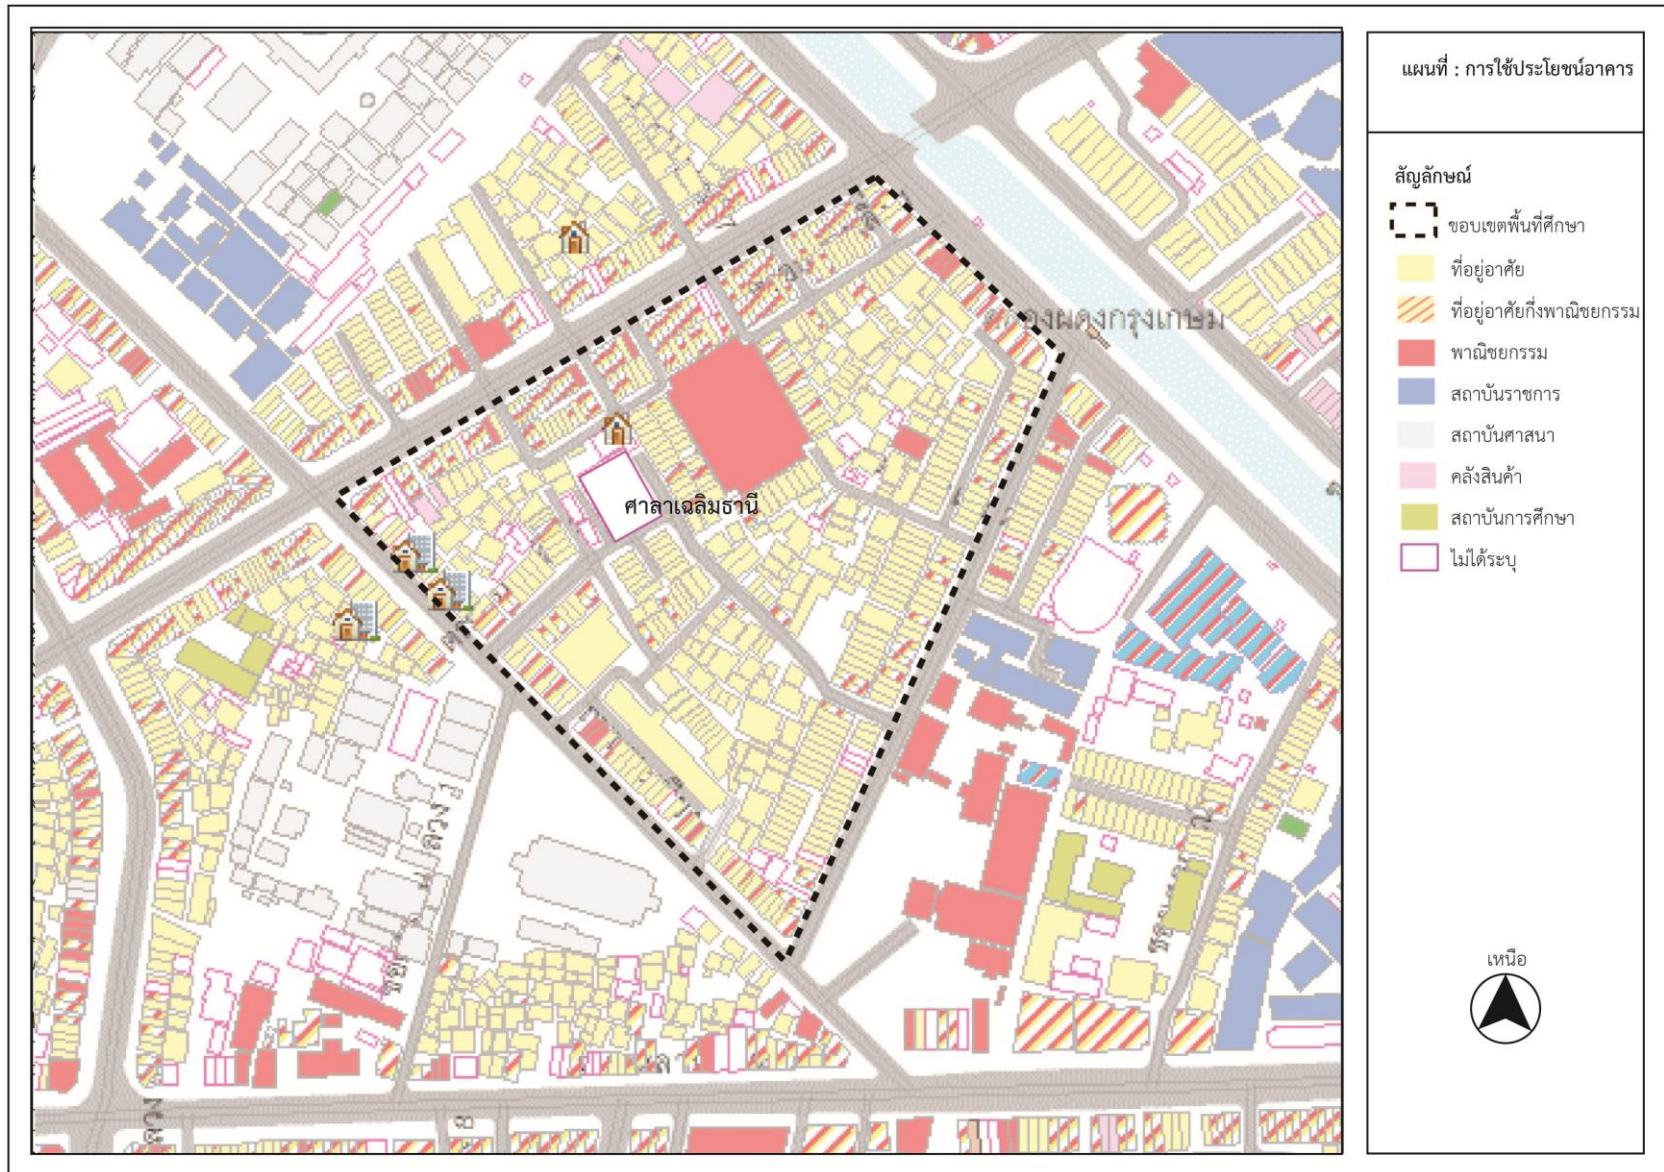 แผนที่ : การใช้ประโยชน์อาคาร
สัญลักษณ์
ขอบเขตพื้นที่ศึกษา
ที่อยู่อาศัย
ที่อยู่อาศัยกึ่งพาณิชยกรรม
พาณิชยกรรม
สถาบันราชการ
สถาบันศาสนา
คลังสินค้า
สถาบันการศึกษา
ไม่ได้ระบุ
เหนือ
ศาลาเฉลิมธานี